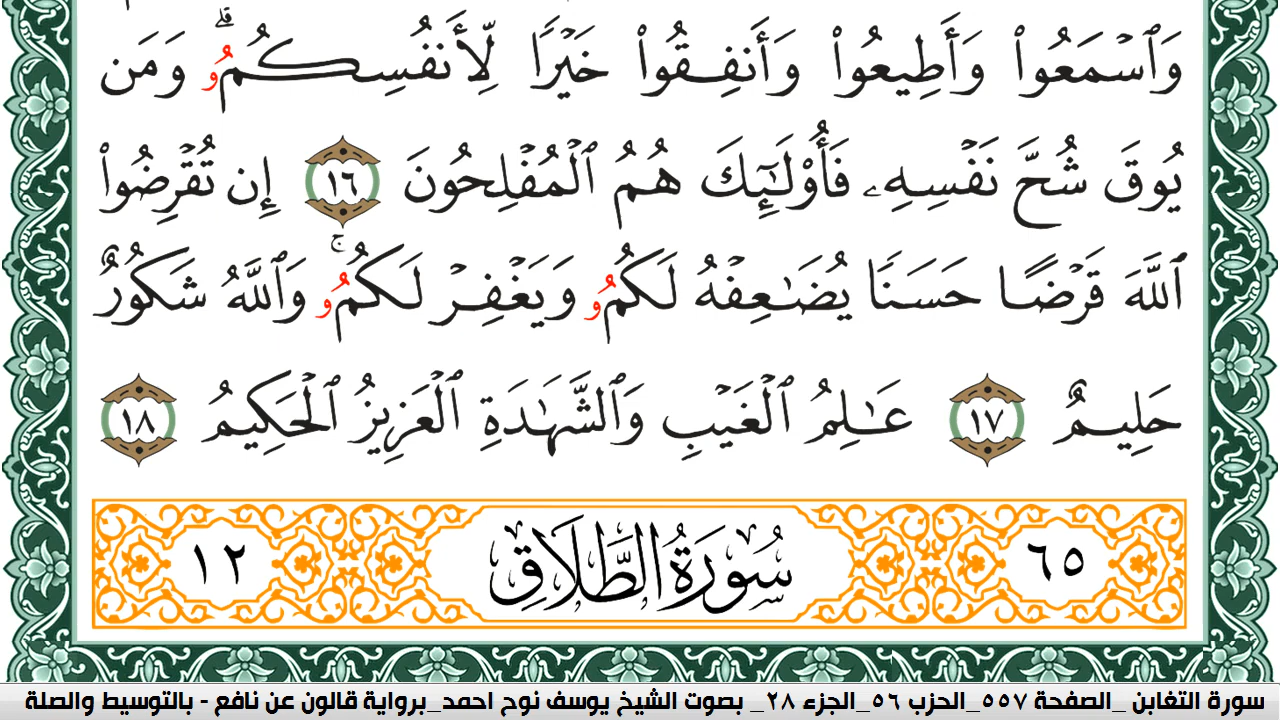 وَٱسْمَعُوا۟ وَأَطِيعُوا۟ وَأَنفِقُوا۟ خَيْرًا لِّأَنفُسِكُمُۥ ۗ وَمَن
يُوقَ شُحَّ نَفْسِهِۦ فَأُو۟لَٰٓئِكَ هُمُ ٱلْمُفْلِحُونَ ١٦ إِن تُقْرِضُوا۟
ٱللَّهَ قَرْضًا حَسَنًا يُضَٰعِفْهُ لَكُمُۥ وَيَغْفِرْ لَكُمُۥ ۚ وَٱللَّهُ شَكُورٌ
حَلِيمٌ ١٧ عَٰلِمُ ٱلْغَيْبِ وَٱلشَّهَٰدَةِ ٱلْعَزِيزُ ٱلْحَكِيمُ ١٨
٦٥ سُورَةُ الطَّلَاقِ ١٢
سورة التغابن _الصفحة ٥٥٧_الحزب ٥٦_الجزء ٢٨_ بصوت الشيخ يوسف نوح احمد_برواية قالون عن نافع - بالتوسيط والصلة